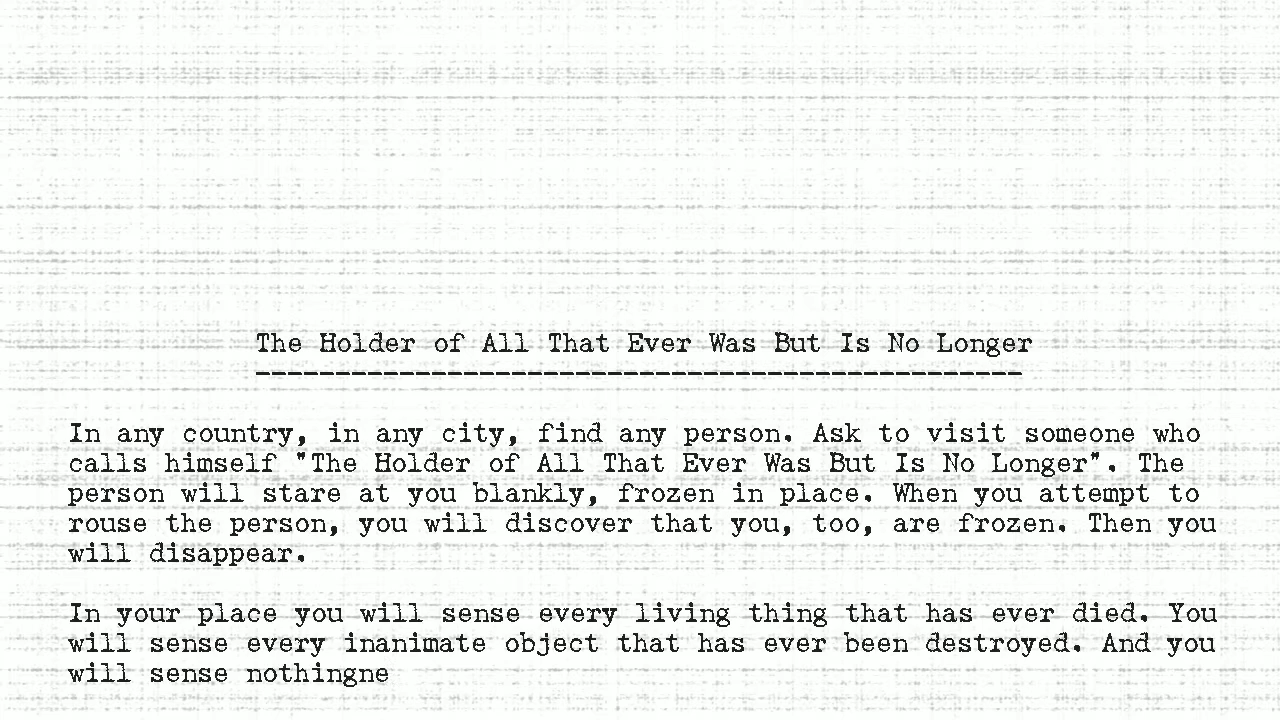 The Holder of All That Ever Was But Is No Longer
------------------------------------------------
In any country, in any city, find any person. Ask to visit someone who
calls himself "The Holder of All That Ever Was But Is No Longer". The
person will stare at you blankly, frozen in place. When you attempt to
rouse the person, you will discover that you, too, are frozen. Then you
will disappear.
In your place you will sense every living thing that has ever died. You
will sense every inanimate object that has ever been destroyed. And you
will sense nothingne